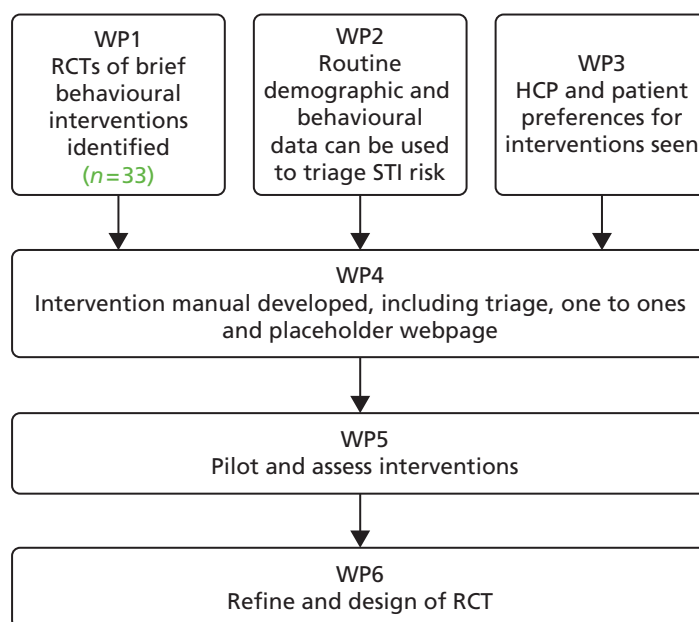 WP1
RCTs of brief
behavioural
interventions
identified
(n=33)
WP2
Routine
demographic and
behavioural
data can be used
to triage STI risk
WP3
HCP and patient
preferences for
interventions seen
WP4
Intervention manual developed, including triage, one to ones
and placeholder webpage
WP5
Pilot and assess interventions
WP6
Refine and design of RCT